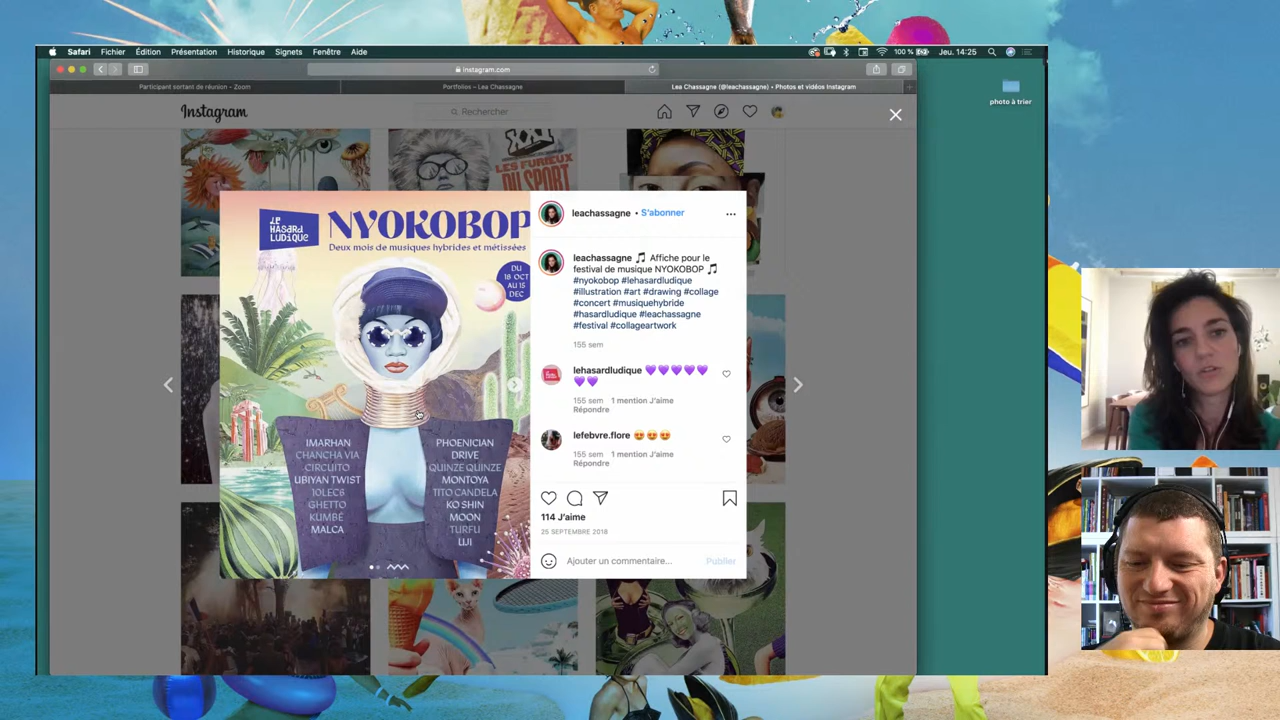 Safari Fichier Édition Présentation Historique Signets Fenêtre Aide
100 % Jeu. 14:25
instagram.com
Participant sortant de réunion – Zoom
Portfolios – Lea Chassagne
Lea Chassagne (@leachassagne) • Photos et vidéos Instagram
photo à trier
Instagram
Rechercher
XXL
LES FURIEUX
DU SPORT
LE
HASARD
LUDIQUE
NYOKOBOP
Deux mois de musiques hybrides et métissées
DU
18 OCT
AU 15
DEC
IMARHAN
CHANCHA VIA
CIRCUITO
UBIYAN TWIST
10LEC6
GHETTO
KUMBÉ
MALCA
PHOENICIAN
DRIVE
QUINZE QUINZE
MONTOYA
TITO CANDELA
KO SHIN
MOON
TURFU
UJI
leachassagne • S'abonner
leachassagne 🎵 Affiche pour le
festival de musique NYOKOBOP 🎵
#nyokobop #lehasardludique
#illustration #art #drawing #collage
#concert #musiquehybride
#hasardludique #leachassagne
#festival #collageartwork
155 sem
lehasardludique 💜💜💜💜💜
💜💜
155 sem 1 mention J'aime
Répondre
lefebvre.flore 😍😍😍
155 sem 1 mention J'aime
Répondre
114 J'aime
25 SEPTEMBRE 2018
Ajouter un commentaire... Publier